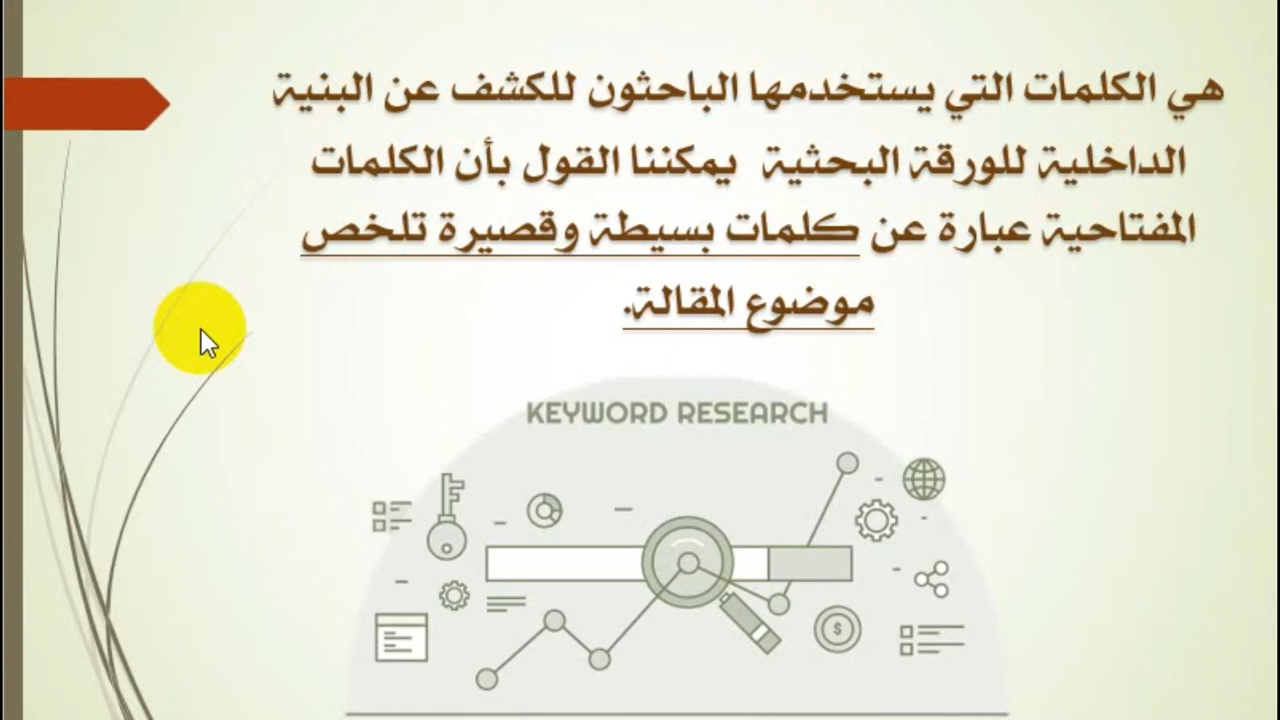 هي الكلمات التي يستخدمها الباحثون للكشف عن البنية
الداخلية للورقة البحثية يمكننا القول بأن الكلمات
المفتاحية عبارة عن كلمات بسيطة وقصيرة تلخص
موضوع المقالة.
KEYWORD RESEARCH
$